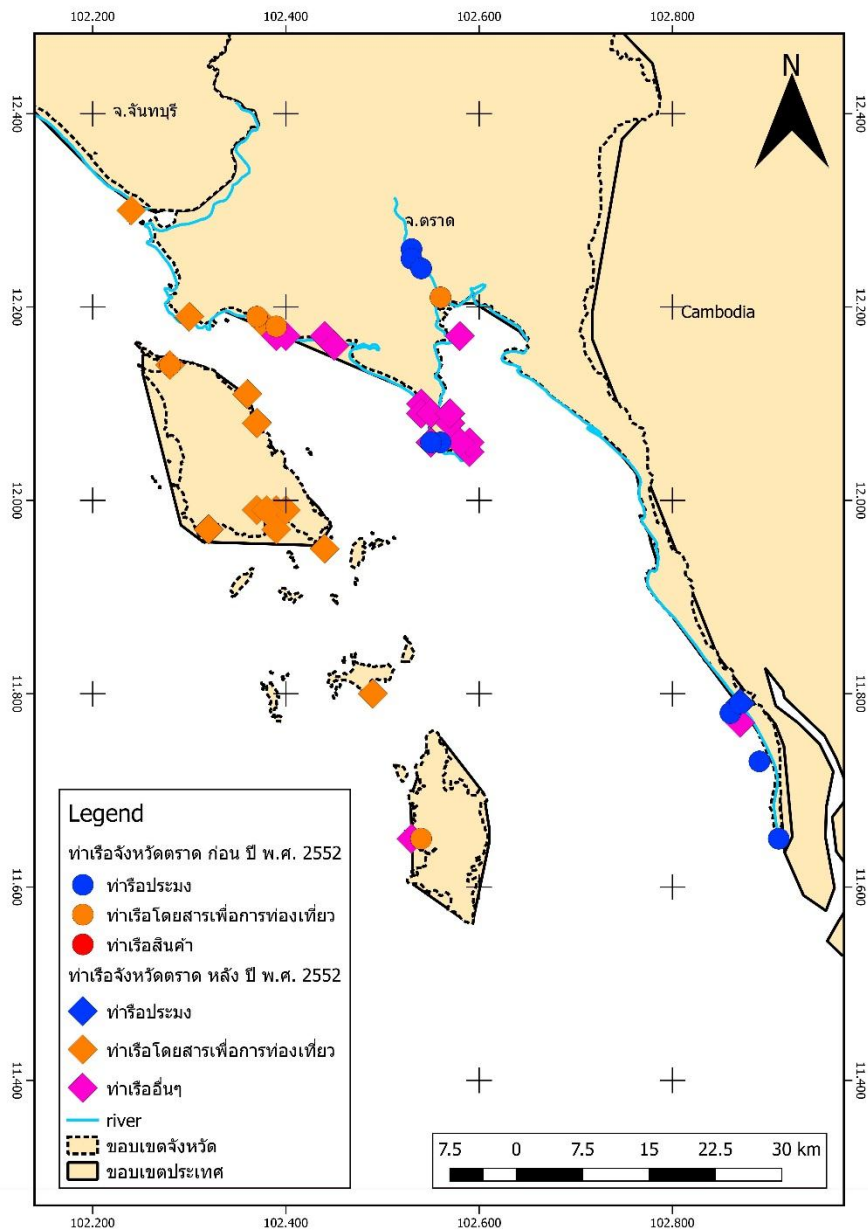 102.200 102.400 102.600 102.800
N
12.400 12.400
จ.จันทบุรี
จ.ตราด
12.200 12.200
Cambodia
12.000 12.000
11.800 11.800
11.600 11.600
11.400 11.400
Legend
ท่าเรือจังหวัดตราด ก่อน ปี พ.ศ. 2552
ท่ารือประมง
ท่าเรือโดยสารเพื่อการท่องเที่ยว
ท่าเรือสินค้า
ท่าเรือจังหวัดตราด หลัง ปี พ.ศ. 2552
ท่ารือประมง
ท่าเรือโดยสารเพื่อการท่องเที่ยว
ท่าเรืออื่นๆ
river
ขอบเขตจังหวัด
ขอบเขตประเทศ
7.5 0 7.5 15 22.5 30 km
102.200 102.400 102.600 102.800